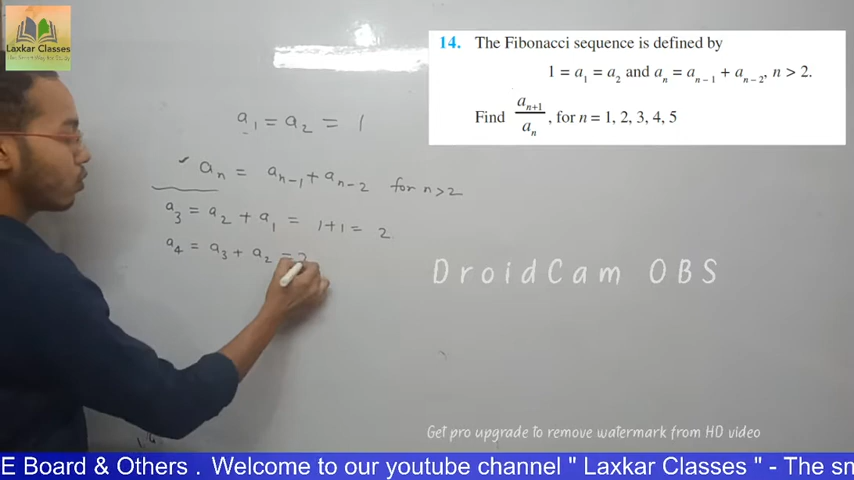 Laxkar Classes
14. The Fibonacci sequence is defined by
1 = a₁ = a₂ and aₙ = aₙ₋₁ + aₙ₋₂, n > 2.
Find aₙ₊₁/aₙ, for n = 1, 2, 3, 4, 5
a₁ = a₂ = 1
✓ aₙ = aₙ₋₁ + aₙ₋₂ for n > 2
a₃ = a₂ + a₁ = 1+1 = 2
a₄ = a₃ + a₂ =
DroidCam OBS
Get pro upgrade to remove watermark from HD video
E Board & Others . Welcome to our youtube channel " Laxkar Classes " - The sn